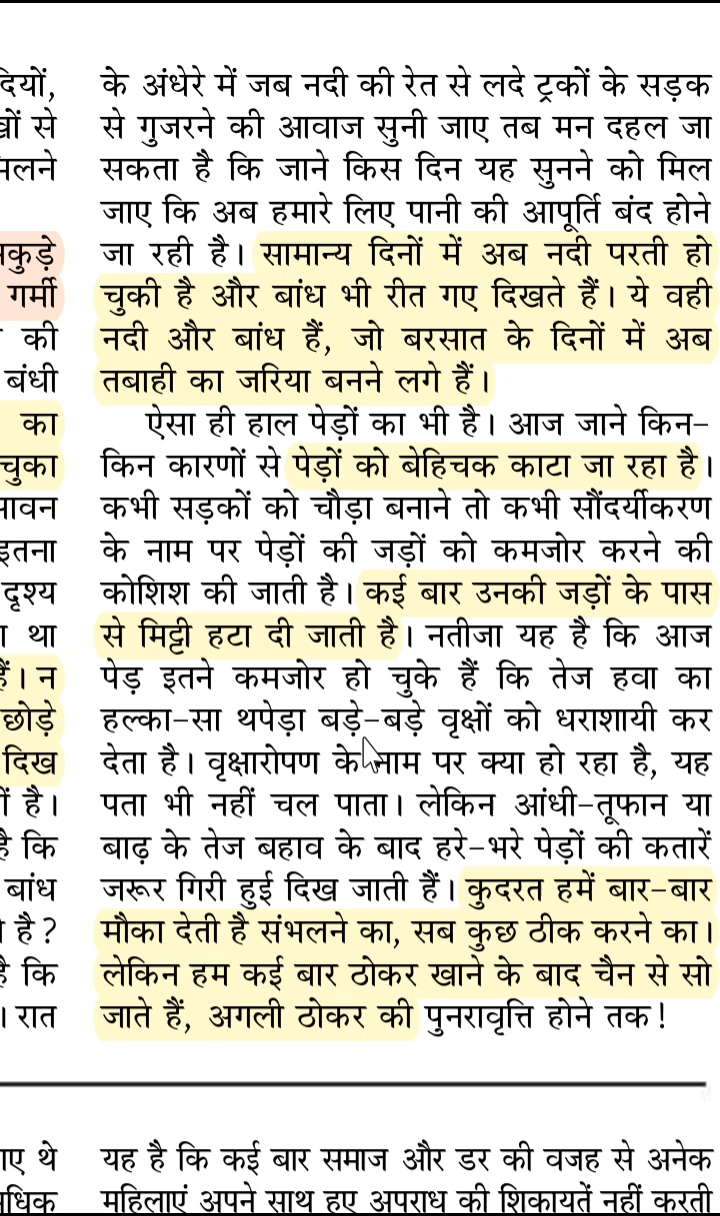 दियों,
से
मलने
गर्मी
की
बंधी
का
चुका
इतना
दृश्य
था
हैं। न
छोड़े
दिख
है।
है कि
बांध
है?
है कि
। रात
के अंधेरे में जब नदी की रेत से लदे ट्रकों के सड़क
से गुजरने की आवाज सुनी जाए तब मन दहल जा
सकता है कि जाने किस दिन यह सुनने को मिल
जाए कि अब हमारे लिए पानी की आपूर्ति बंद होने
जा रही है। सामान्य दिनों में अब नदी परती हो
चुकी है और बांध भी रीत गए दिखते हैं। ये वही
नदी और बांध हैं, जो बरसात के दिनों में अब
तबाही का जरिया बनने लगे हैं।
ऐसा ही हाल पेड़ों का भी है। आज जाने किन-
किन कारणों से पेड़ों को बेहिचक काटा जा रहा है।
कभी सड़कों को चौड़ा बनाने तो कभी सौंदर्यीकरण
के नाम पर पेड़ों की जड़ों को कमजोर करने की
कोशिश की जाती है। कई बार उनकी जड़ों के पास
से मिट्टी हटा दी जाती है। नतीजा यह है कि आज
पेड़ इतने कमजोर हो चुके हैं कि तेज हवा का
हल्का-सा थपेड़ा बड़े-बड़े वृक्षों को धराशायी कर
देता है। वृक्षारोपण के नाम पर क्या हो रहा है, यह
पता भी नहीं चल पाता। लेकिन आंधी-तूफान या
बाढ़ के तेज बहाव के बाद हरे-भरे पेड़ों की कतारें
जरूर गिरी हुई दिख जाती हैं। कुदरत हमें बार-बार
मौका देती है संभलने का, सब कुछ ठीक करने का।
लेकिन हम कई बार ठोकर खाने के बाद चैन से सो
जाते हैं, अगली ठोकर की पुनरावृत्ति होने तक!
गए थे
यह है कि कई बार समाज और डर की वजह से अनेक
महिलाएं अपने साथ हुए अपराध की शिकायतें नहीं करती